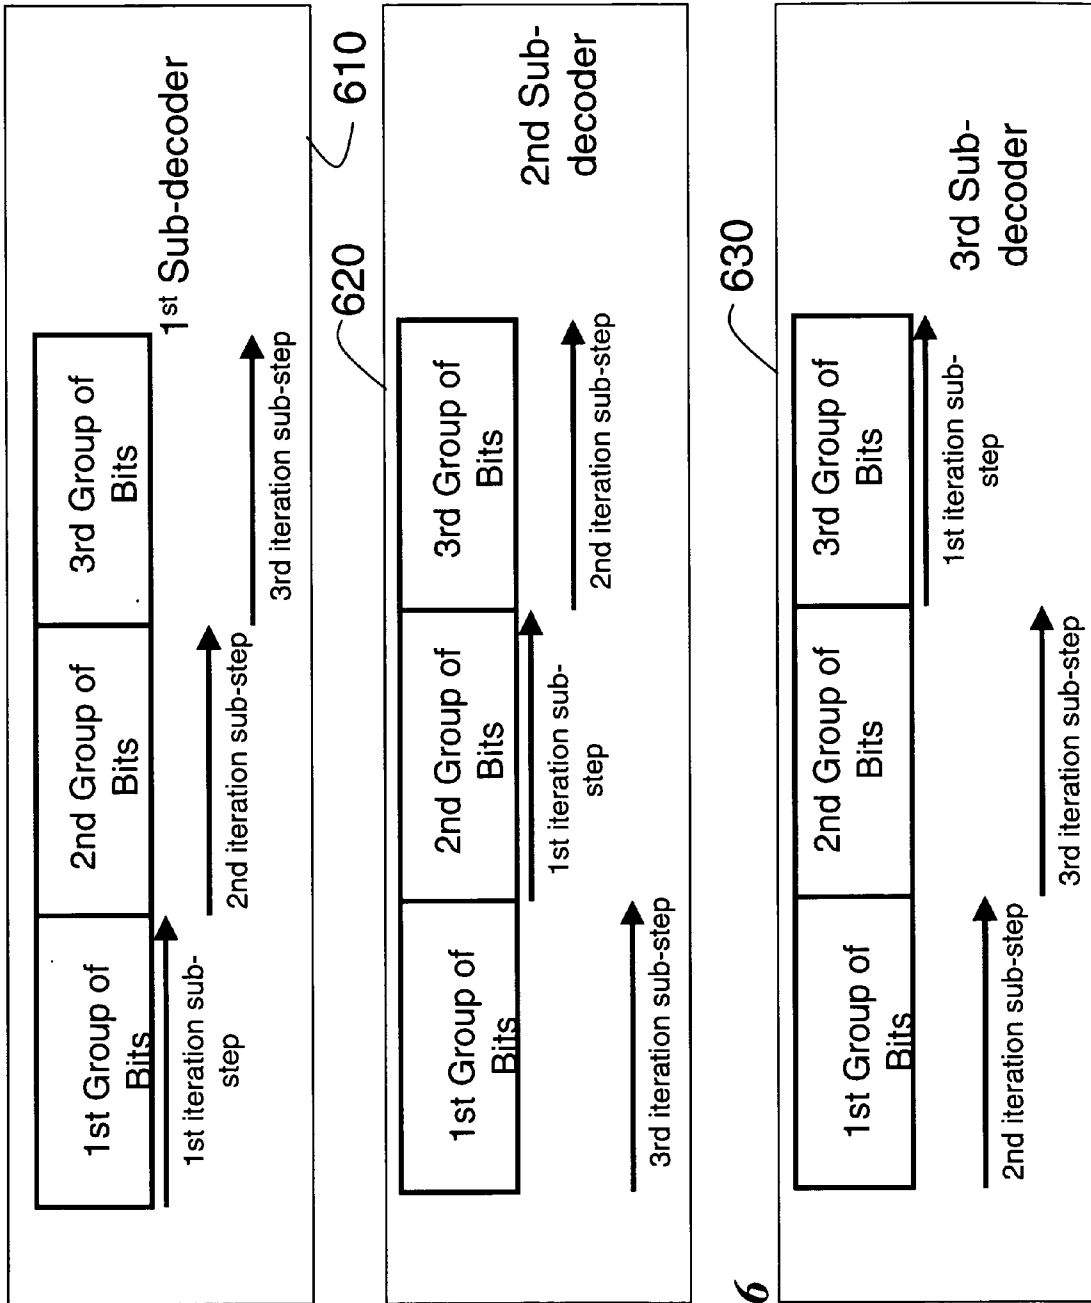 1st Group of
Bits
2nd Group of
Bits
3rd Group of
Bits
1st Sub-decoder
1st iteration sub-
step
2nd iteration sub-step
3rd iteration sub-step
610
620
1st Group of
Bits
2nd Group of
Bits
3rd Group of
Bits
2nd Sub-
decoder
1st iteration sub-
step
2nd iteration sub-step
3rd iteration sub-step
630
1st Group of
Bits
2nd Group of
Bits
3rd Group of
Bits
3rd Sub-
decoder
1st iteration sub-
step
2nd iteration sub-step
3rd iteration sub-step